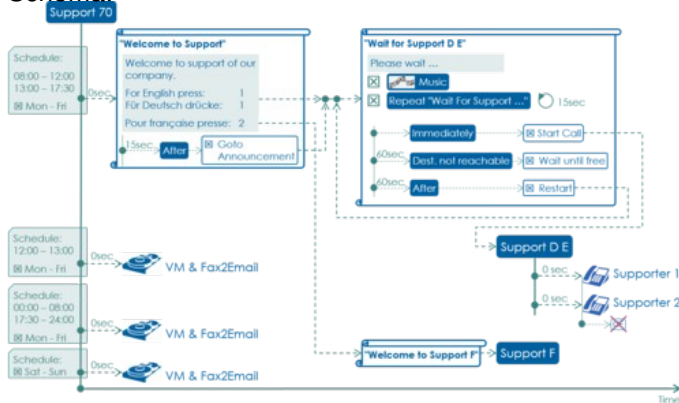 Support 70
Schedule:
08:00 – 12:00
13:00 – 17:30
Mon - Fri
0sec
"Welcome to Support"
Welcome to support of our
company.
For English press: 1
Für Deutsch drücke: 1
Pour française presse: 2
15sec
After
Goto
Announcement
"Wait for Support D E"
Please wait ...
Music
Repeat "Wait For Support ..."
15sec
Immediately
Start Call
60sec
Dest. not reachable
Wait until free
60sec
After
Restart
Support D E
0 sec
Supporter 1
0 sec
Supporter 2
Schedule:
12:00 – 13:00
Mon - Fri
0sec
VM & Fax2Email
Schedule:
00:00 – 08:00
17:30 – 24:00
Mon - Fri
0sec
VM & Fax2Email
Schedule:
Sat - Sun
0sec
VM & Fax2Email
"Welcome to Support F"
Support F
Time